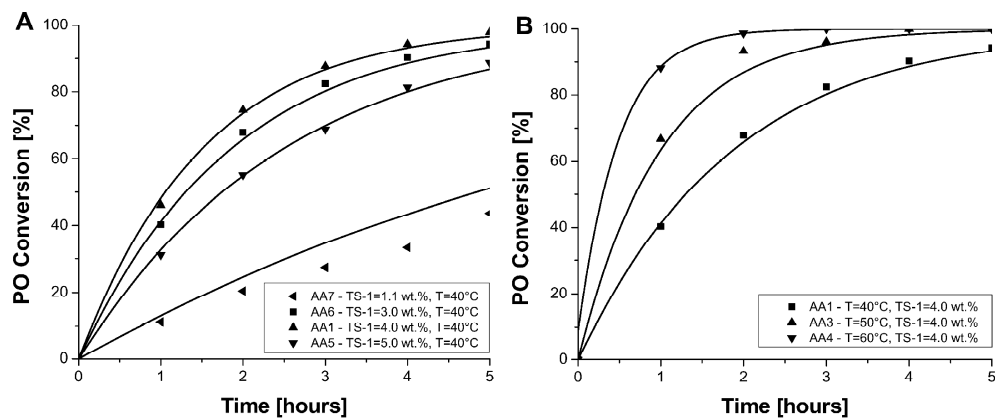 A
PO Conversion [%]
100
80
60
40
20
0
AA7 - TS-1=1.1 wt.%, T=40°C
AA6 - TS-1=3.0 wt.%, T=40°C
AA1 - TS-1=4.0 wt.%, T=40°C
AA5 - TS-1=5.0 wt.%, T=40°C
0 1 2 3 4 5
Time [hours]
B
PO Conversion [%]
100
80
60
40
20
0
AA1 - T=40°C, TS-1=4.0 wt.%
AA3 - T=50°C, TS-1=4.0 wt.%
AA4 - T=60°C, TS-1=4.0 wt.%
0 1 2 3 4 5
Time [hours]